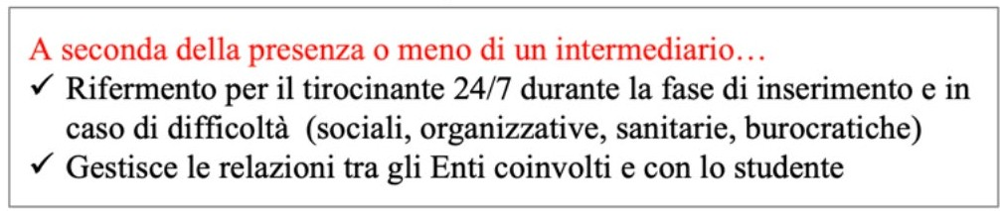 A seconda della presenza o meno di un intermediario…
✓ Rifermento per il tirocinante 24/7 durante la fase di inserimento e in
caso di difficoltà (sociali, organizzative, sanitarie, burocratiche)
✓ Gestisce le relazioni tra gli Enti coinvolti e con lo studente